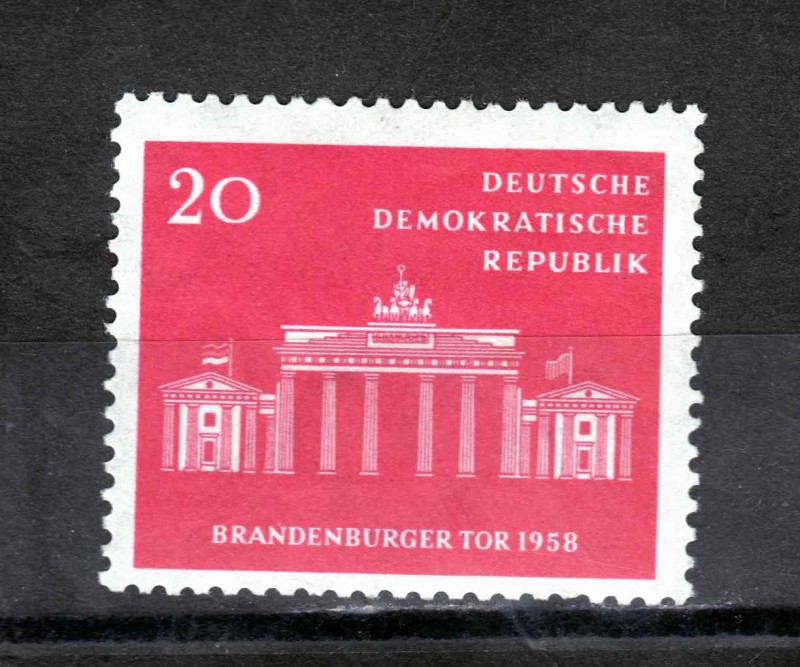 20
DEUTSCHE
DEMOKRATISCHE
REPUBLIK
BRANDENBURGER TOR 1958